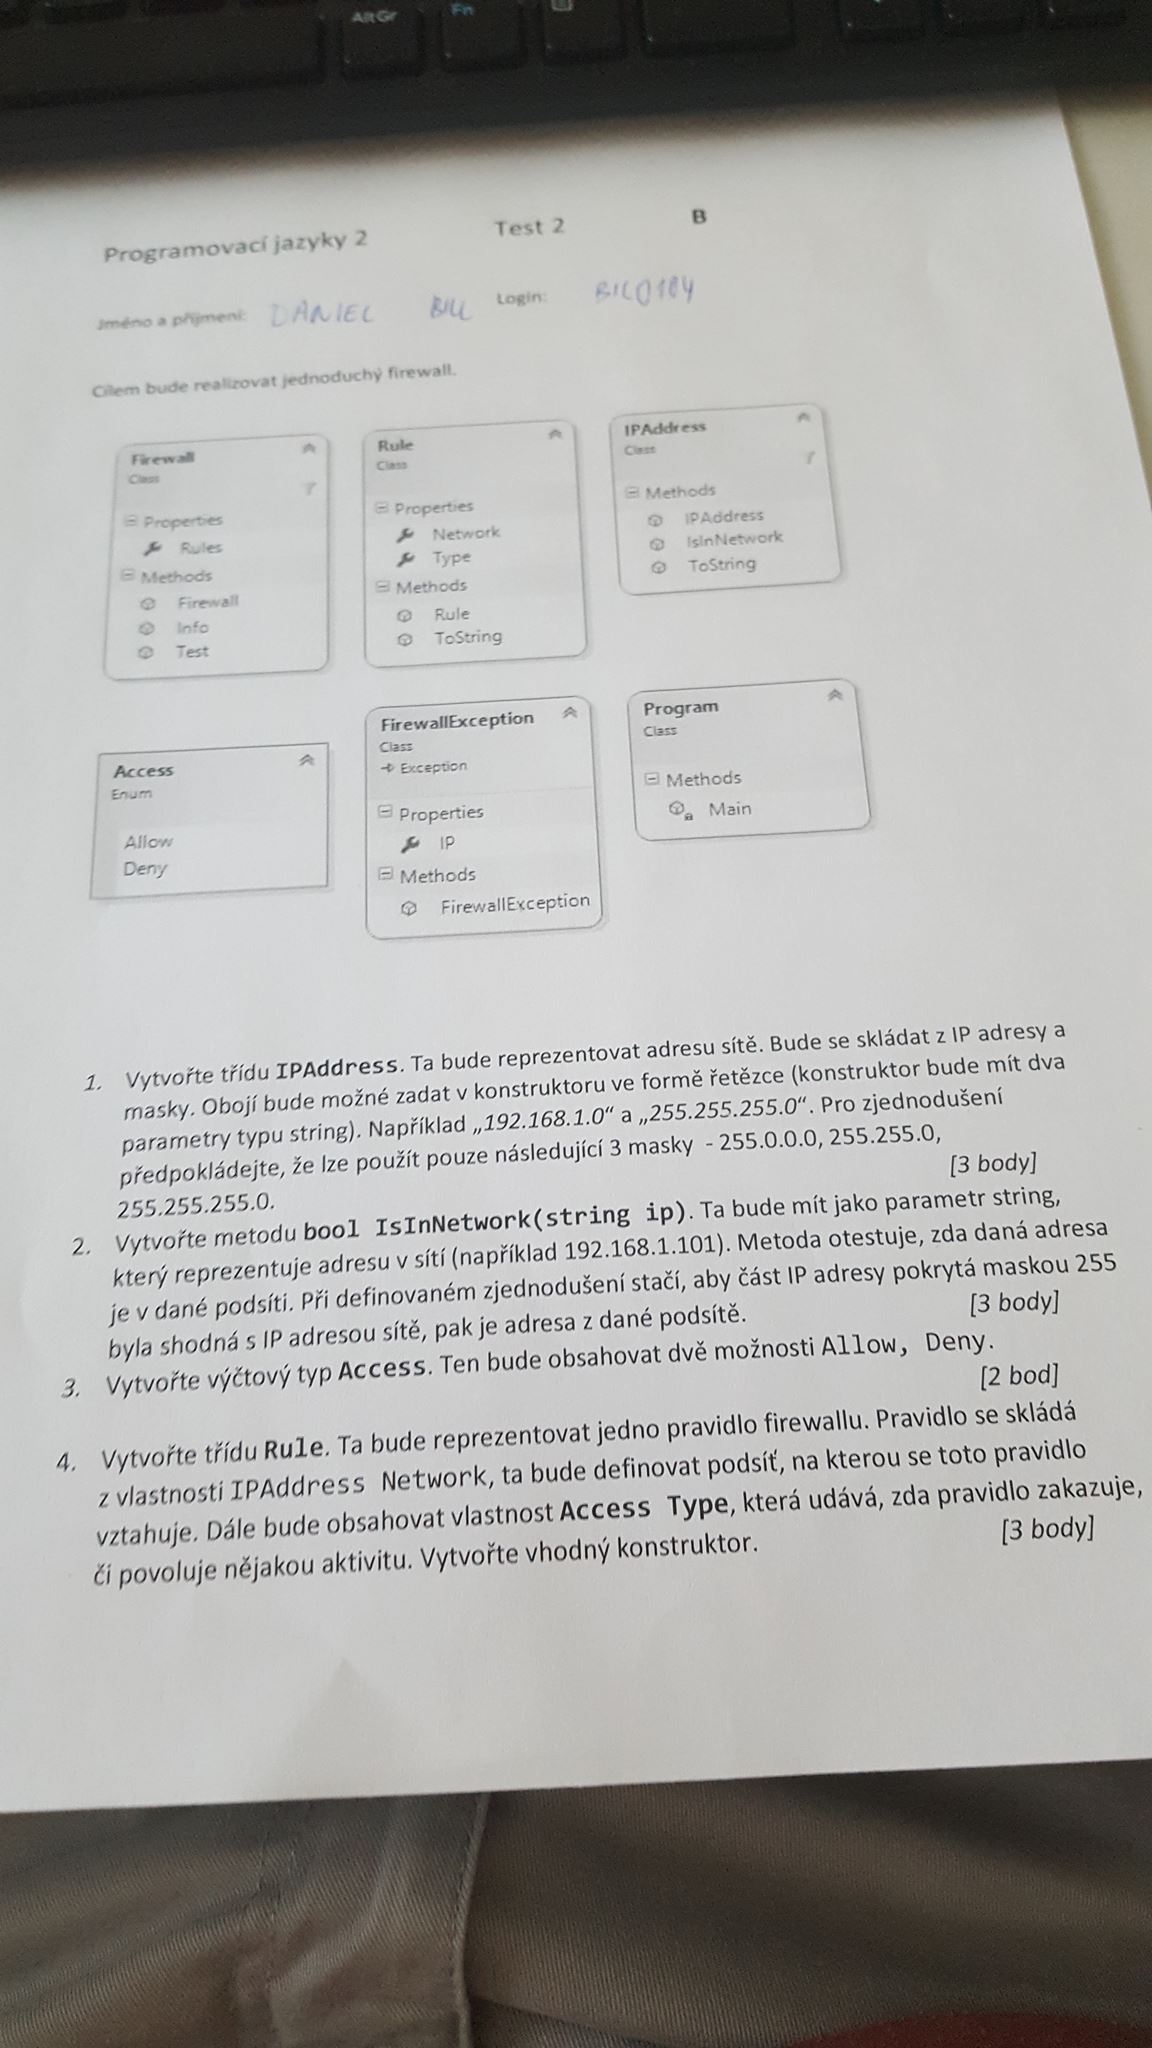 Alt Gr
Fn
Programovací jazyky 2
Test 2
B
Jméno a příjmení: DANIEL BILL
Login:
Cílem bude realizovat jednoduchý firewall.
Firewall
Class
Properties
Rules
Methods
Firewall
Info
Test
Rule
Class
Properties
Network
Type
Methods
Rule
ToString
IPAddress
Class
Methods
IPAddress
IsInNetwork
ToString
Access
Enum
Allow
Deny
FirewallException
Class
Exception
Properties
IP
Methods
FirewallException
Program
Class
Methods
Main
1. Vytvořte třídu IPAddress. Ta bude reprezentovat adresu sítě. Bude se skládat z IP adresy a
masky. Obojí bude možné zadat v konstruktoru ve formě řetězce (konstruktor bude mít dva
parametry typu string). Například „192.168.1.0“ a „255.255.255.0“. Pro zjednodušení
předpokládejte, že lze použít pouze následující 3 masky - 255.0.0.0, 255.255.0,
255.255.255.0. [3 body]
2. Vytvořte metodu bool IsInNetwork(string ip). Ta bude mít jako parametr string,
který reprezentuje adresu v sítí (například 192.168.1.101). Metoda otestuje, zda daná adresa
je v dané podsíti. Při definovaném zjednodušení stačí, aby část IP adresy pokrytá maskou 255
byla shodná s IP adresou sítě, pak je adresa z dané podsítě. [3 body]
3. Vytvořte výčtový typ Access. Ten bude obsahovat dvě možnosti Allow, Deny.
[2 bod]
4. Vytvořte třídu Rule. Ta bude reprezentovat jedno pravidlo firewallu. Pravidlo se skládá
z vlastnosti IPAddress Network, ta bude definovat podsíť, na kterou se toto pravidlo
vztahuje. Dále bude obsahovat vlastnost Access Type, která udává, zda pravidlo zakazuje,
či povoluje nějakou aktivitu. Vytvořte vhodný konstruktor. [3 body]